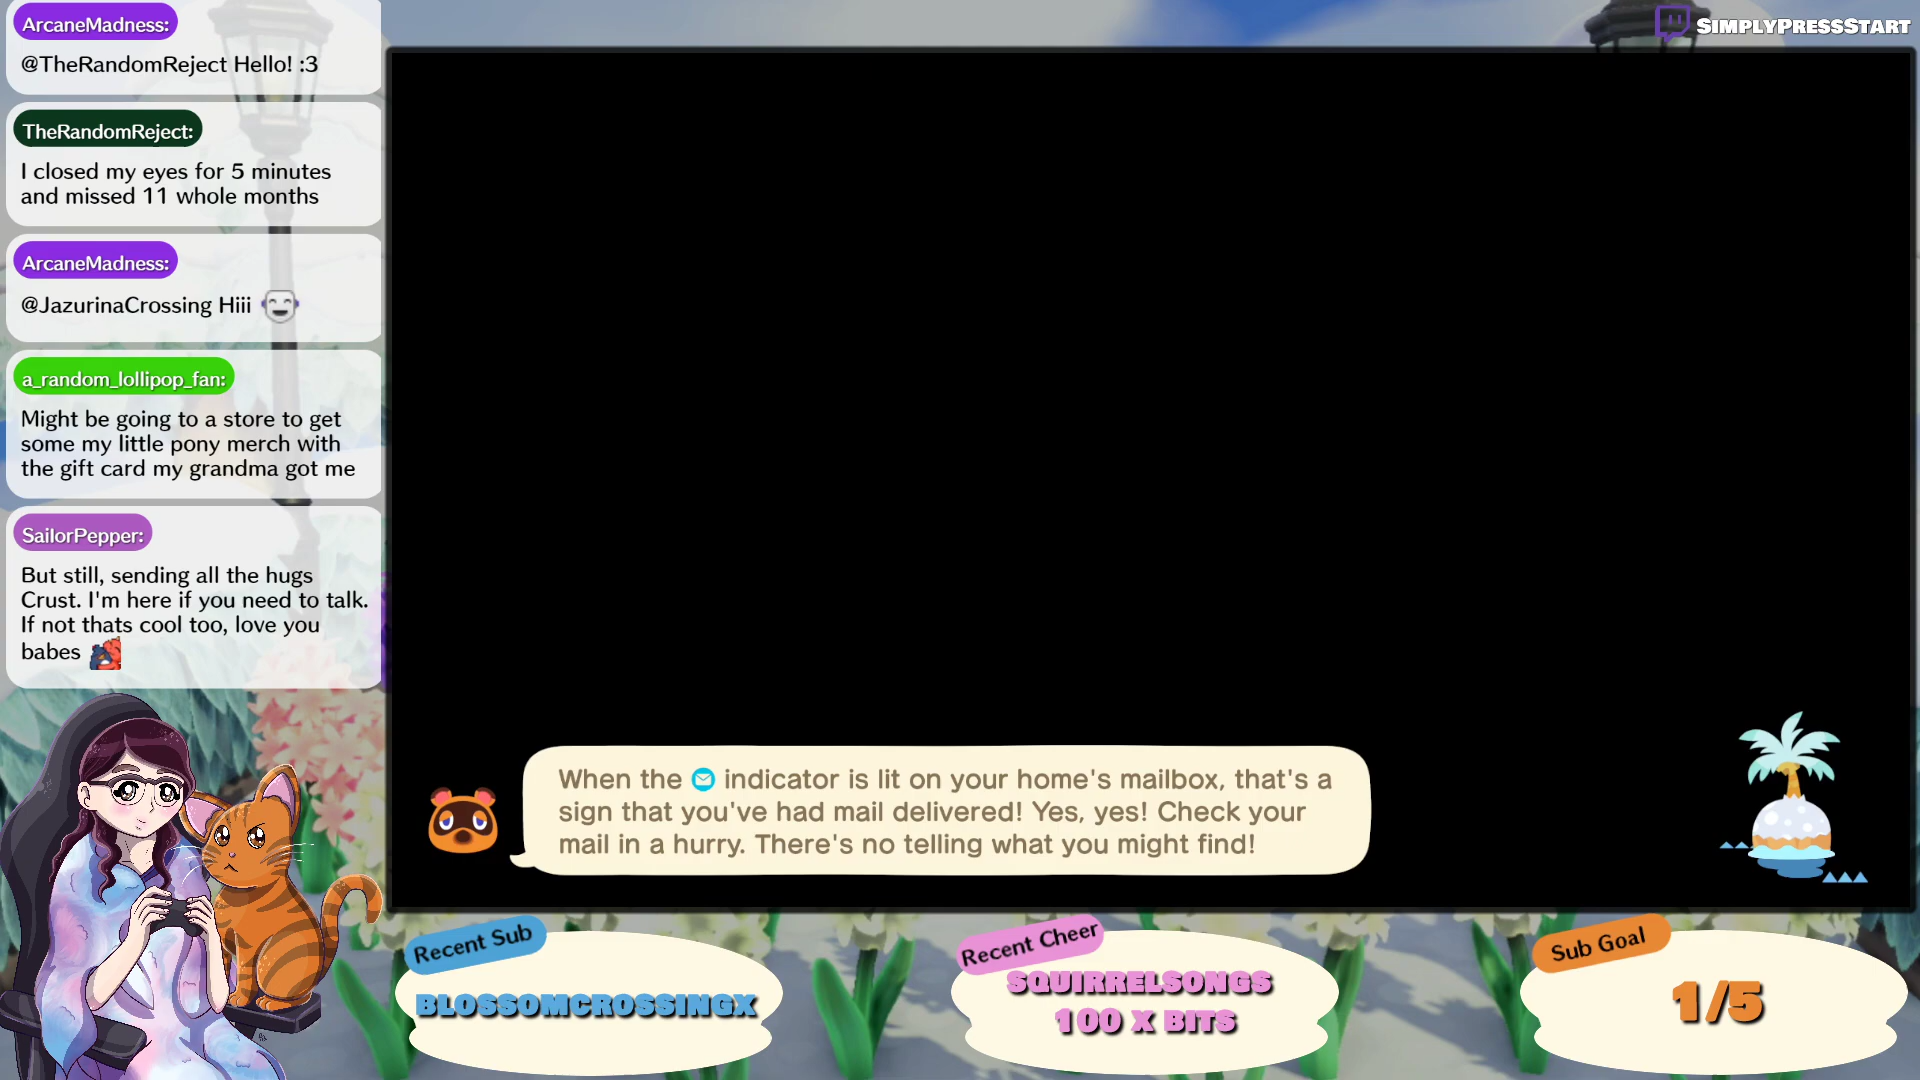 ArcaneMadness:
@TheRandomReject Hello! :3
TheRandomReject:
I closed my eyes for 5 minutes
and missed 11 whole months
ArcaneMadness:
@JazurinaCrossing Hiii
a_random_lollipop_fan:
Might be going to a store to get
some my little pony merch with
the gift card my grandma got me
SailorPepper:
But still, sending all the hugs
Crust. I'm here if you need to talk.
If not thats cool too, love you
babes
SimplyPressStart
When the indicator is lit on your home's mailbox, that's a
sign that you've had mail delivered! Yes, yes! Check your
mail in a hurry. There's no telling what you might find!
Recent Sub
BLOSSOMCROSSINGX
Recent Cheer
SQUIRRELSONGS
100 X BITS
Sub Goal
1/5